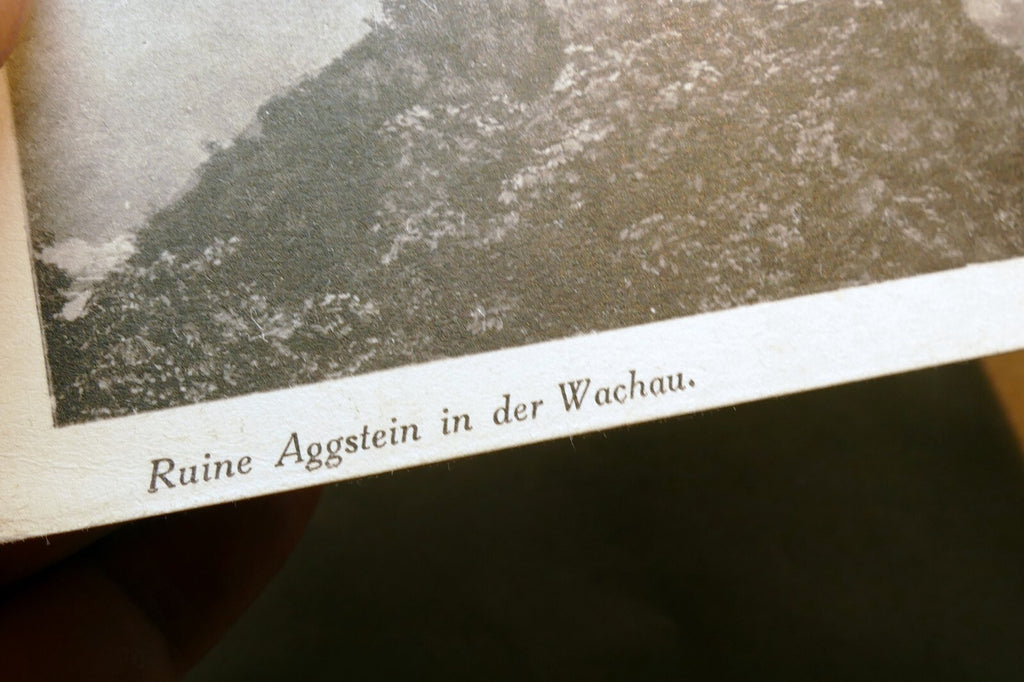 Ruine Aggstein in der Wachau.